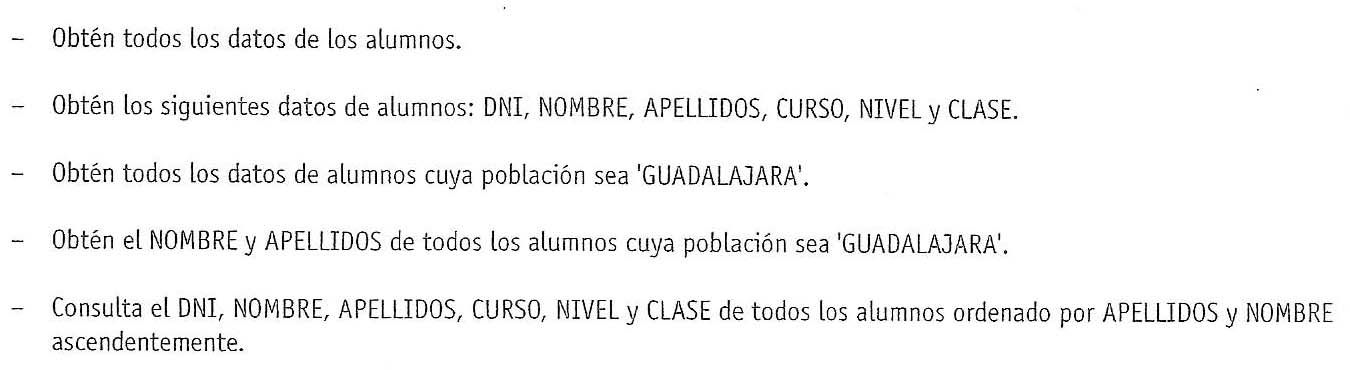 – Obtén todos los datos de los alumnos.
– Obtén los siguientes datos de alumnos: DNI, NOMBRE, APELLIDOS, CURSO, NIVEL y CLASE.
– Obtén todos los datos de alumnos cuya población sea 'GUADALAJARA'.
– Obtén el NOMBRE y APELLIDOS de todos los alumnos cuya población sea 'GUADALAJARA'.
– Consulta el DNI, NOMBRE, APELLIDOS, CURSO, NIVEL y CLASE de todos los alumnos ordenado por APELLIDOS y NOMBRE
ascendentemente.